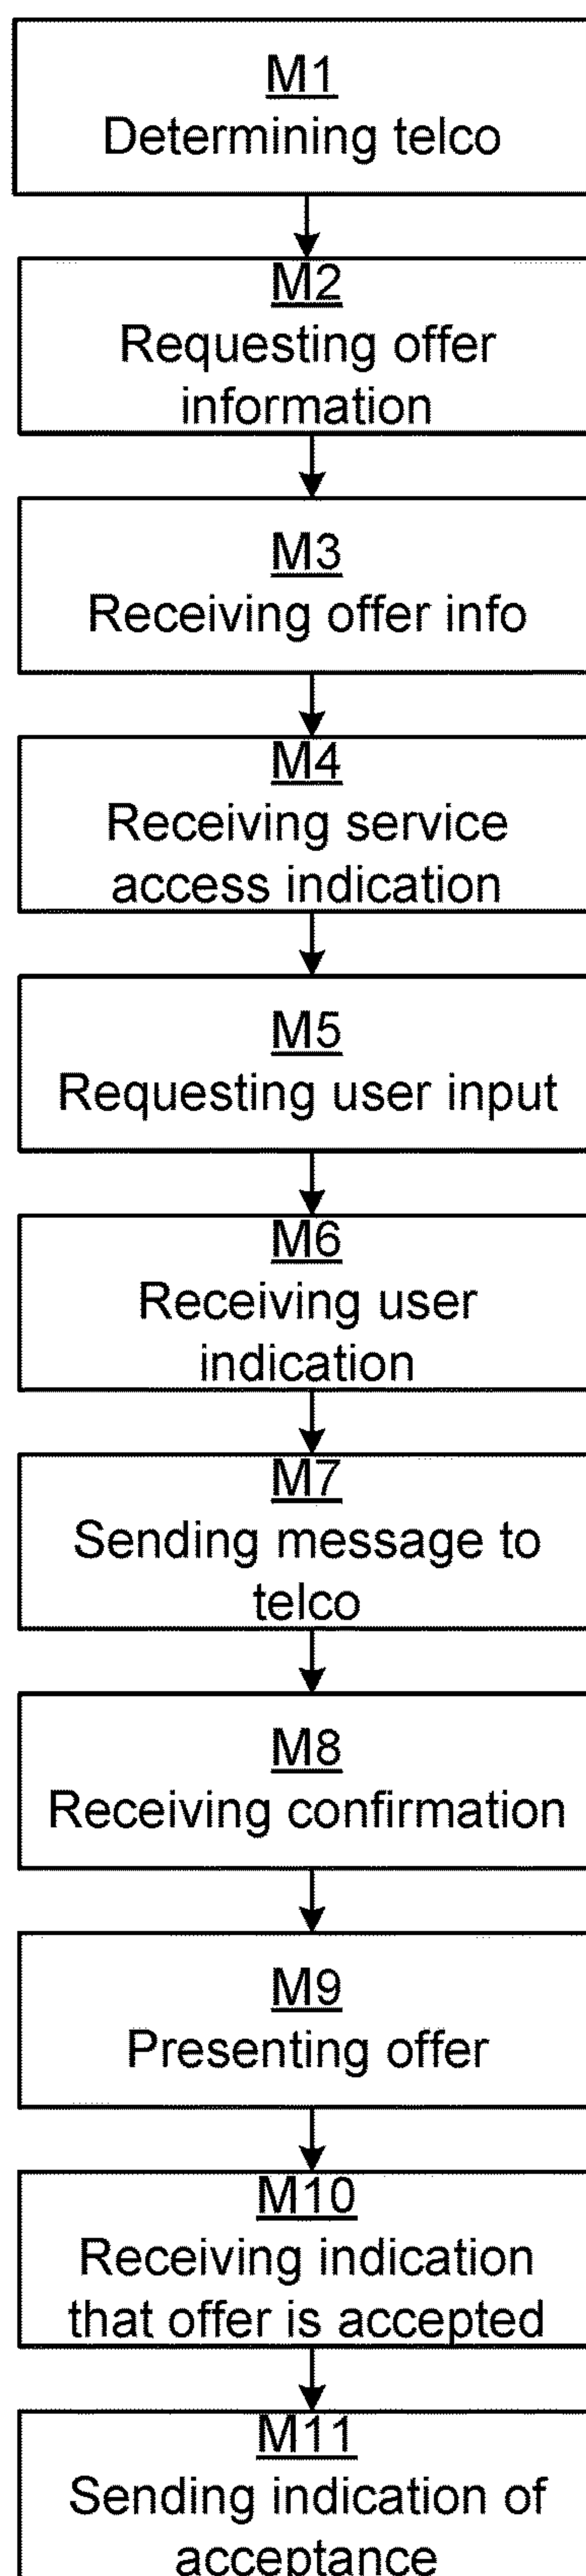 M1
Determining telco
M2
Requesting offer
information
M3
Receiving offer info
M4
Receiving service
access indication
M5
Requesting user input
M6
Receiving user
indication
M7
Sending message to
telco
M8
Receiving confirmation
M9
Presenting offer
M10
Receiving indication
that offer is accepted
M11
Sending indication of
acceptance